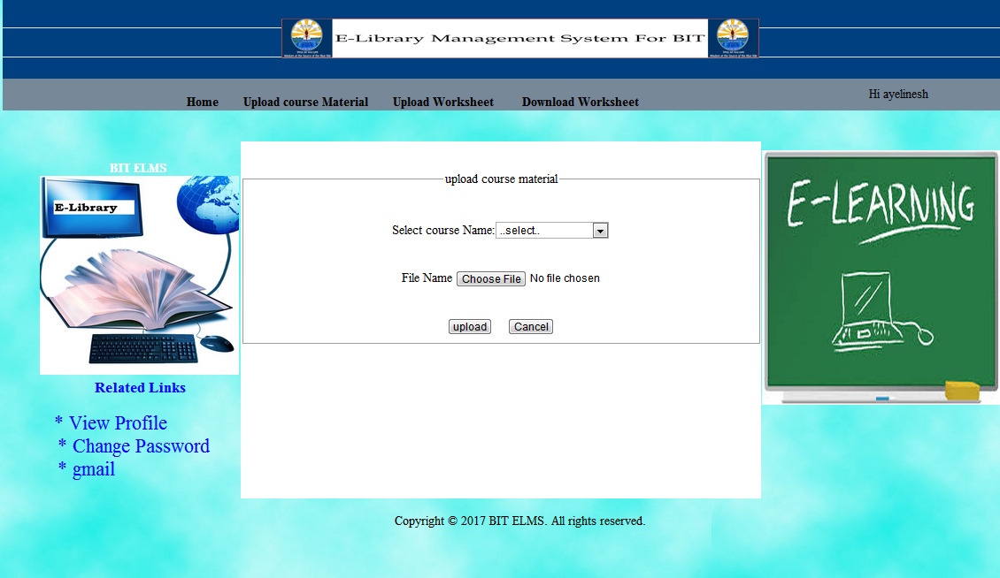 E-Library Management System For BIT
Hi ayelinesh
Home Upload course Material Upload Worksheet Download Worksheet
BIT ELMS
E-Library
upload course material
E-LEARNING
Select course Name: ..select..
File Name Choose File No file chosen
upload Cancel
Related Links
* View Profile
* Change Password
* gmail
Copyright © 2017 BIT ELMS. All rights reserved.